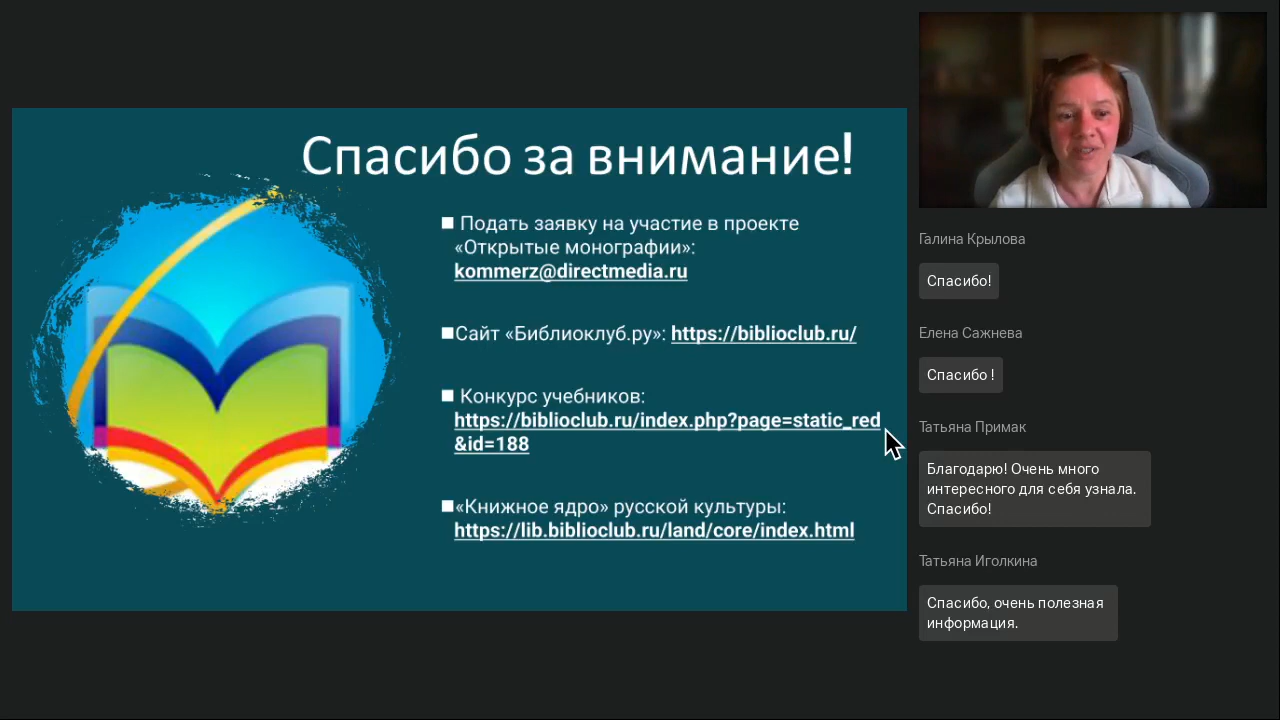 Спасибо за внимание!
■ Подать заявку на участие в проекте
«Открытые монографии»:
kommerz@directmedia.ru
■Сайт «Библиоклуб.ру»: https://biblioclub.ru/
■ Конкурс учебников:
https://biblioclub.ru/index.php?page=static_red
&id=188
■«Книжное ядро» русской культуры:
https://lib.biblioclub.ru/land/core/index.html
Галина Крылова
Спасибо!
Елена Сажнева
Спасибо !
Татьяна Примак
Благодарю! Очень много
интересного для себя узнала.
Спасибо!
Татьяна Иголкина
Спасибо, очень полезная
информация.